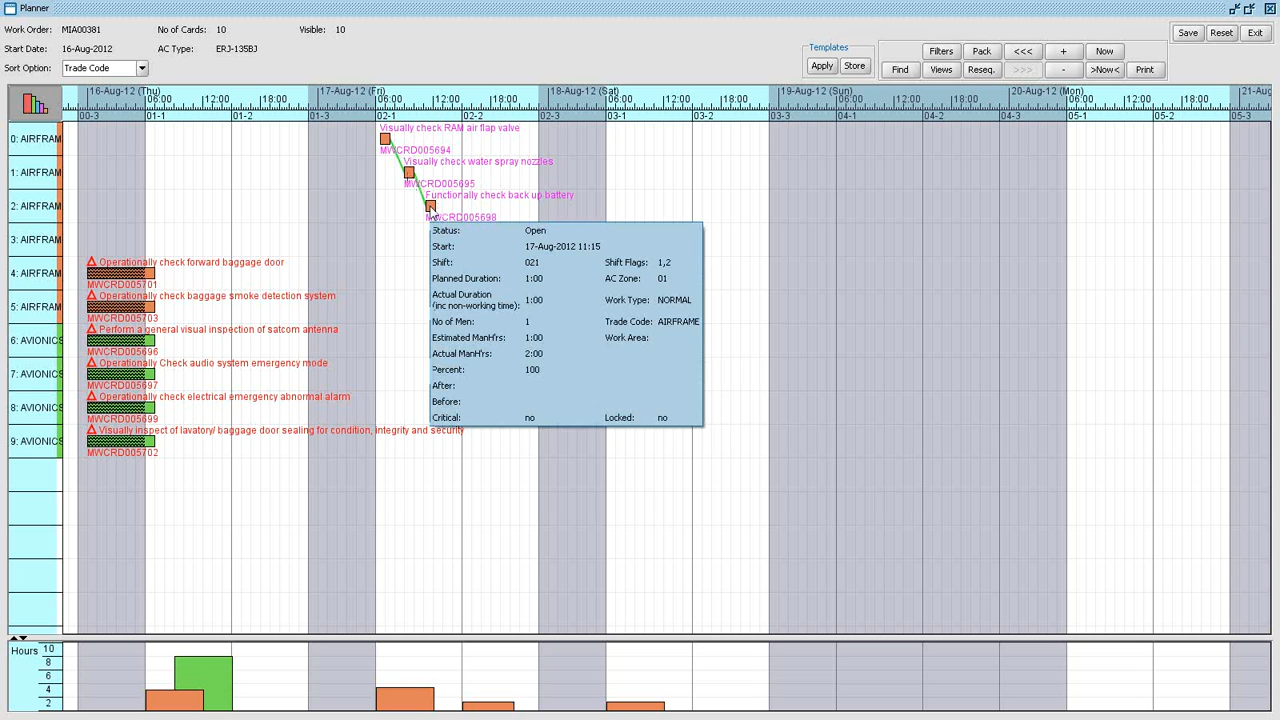 Planner
Work Order: MIA00381 No of Cards: 10 Visible: 10
Start Date: 16-Aug-2012 AC Type: ERJ-135BJ
Sort Option: Trade Code
Templates
Apply Store
Save Reset Exit
Filters Pack <<< + Now
Find Views Reseq. >>> - >Now< Print
16-Aug-12 (Thu) 17-Aug-12 (Fri) 18-Aug-12 (Sat) 19-Aug-12 (Sun) 20-Aug-12 (Mon) 21-Aug
06:00 12:00 18:00 06:00 12:00 18:00 06:00 12:00 18:00 06:00 12:00 18:00 06:00 12:00 18:00
00-3 01-1 01-2 01-3 02-1 02-2 02-3 03-1 03-2 03-3 04-1 04-2 04-3 05-1 05-2 05-3
Visually check RAM air flap valve
0: AIRFRAM
MWCRD005694
Visually check water spray nozzles
1: AIRFRAM
MWCRD005695
Functionally check back up battery
2: AIRFRAM
MWCRD005698
3: AIRFRAM
Operationally check forward baggage door
4: AIRFRAM
MWCRD005701
Operationally check baggage smoke detection system
5: AIRFRAM
MWCRD005703
Perform a general visual inspection of satcom antenna
6: AVIONICS
MWCRD005696
Operationally Check audio system emergency mode
7: AVIONICS
MWCRD005697
Operationally check electrical emergency abnormal alarm
8: AVIONICS
MWCRD005699
Visually inspect of lavatory/ baggage door sealing for condition, integrity and security
9: AVIONICS
MWCRD005702
Status: Open
Start: 17-Aug-2012 11:15
Shift: 021 Shift Flags: 1,2
Planned Duration: 1:00 AC Zone: 01
Actual Duration
(inc non-working time): 1:00 Work Type: NORMAL
No of Men: 1 Trade Code: AIRFRAME
Estimated ManHrs: 1:00 Work Area:
Actual ManHrs: 2:00
Percent: 100
After:
Before:
Critical: no Locked: no
Hours 10
8
6
4
2